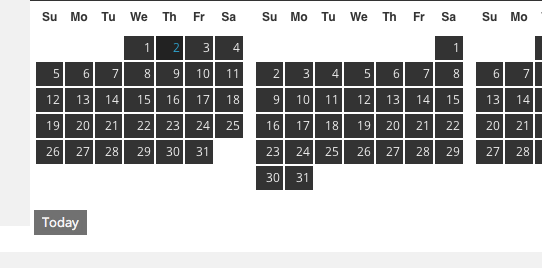 Su Mo Tu We Th Fr Sa
1 2 3 4
5 6 7 8 9 10 11
12 13 14 15 16 17 18
19 20 21 22 23 24 25
26 27 28 29 30 31
Su Mo Tu We Th Fr Sa
1
2 3 4 5 6 7 8
9 10 11 12 13 14 15
16 17 18 19 20 21 22
23 24 25 26 27 28 29
30 31
Su Mo
6 7
13 14
20 21
27 28
Today